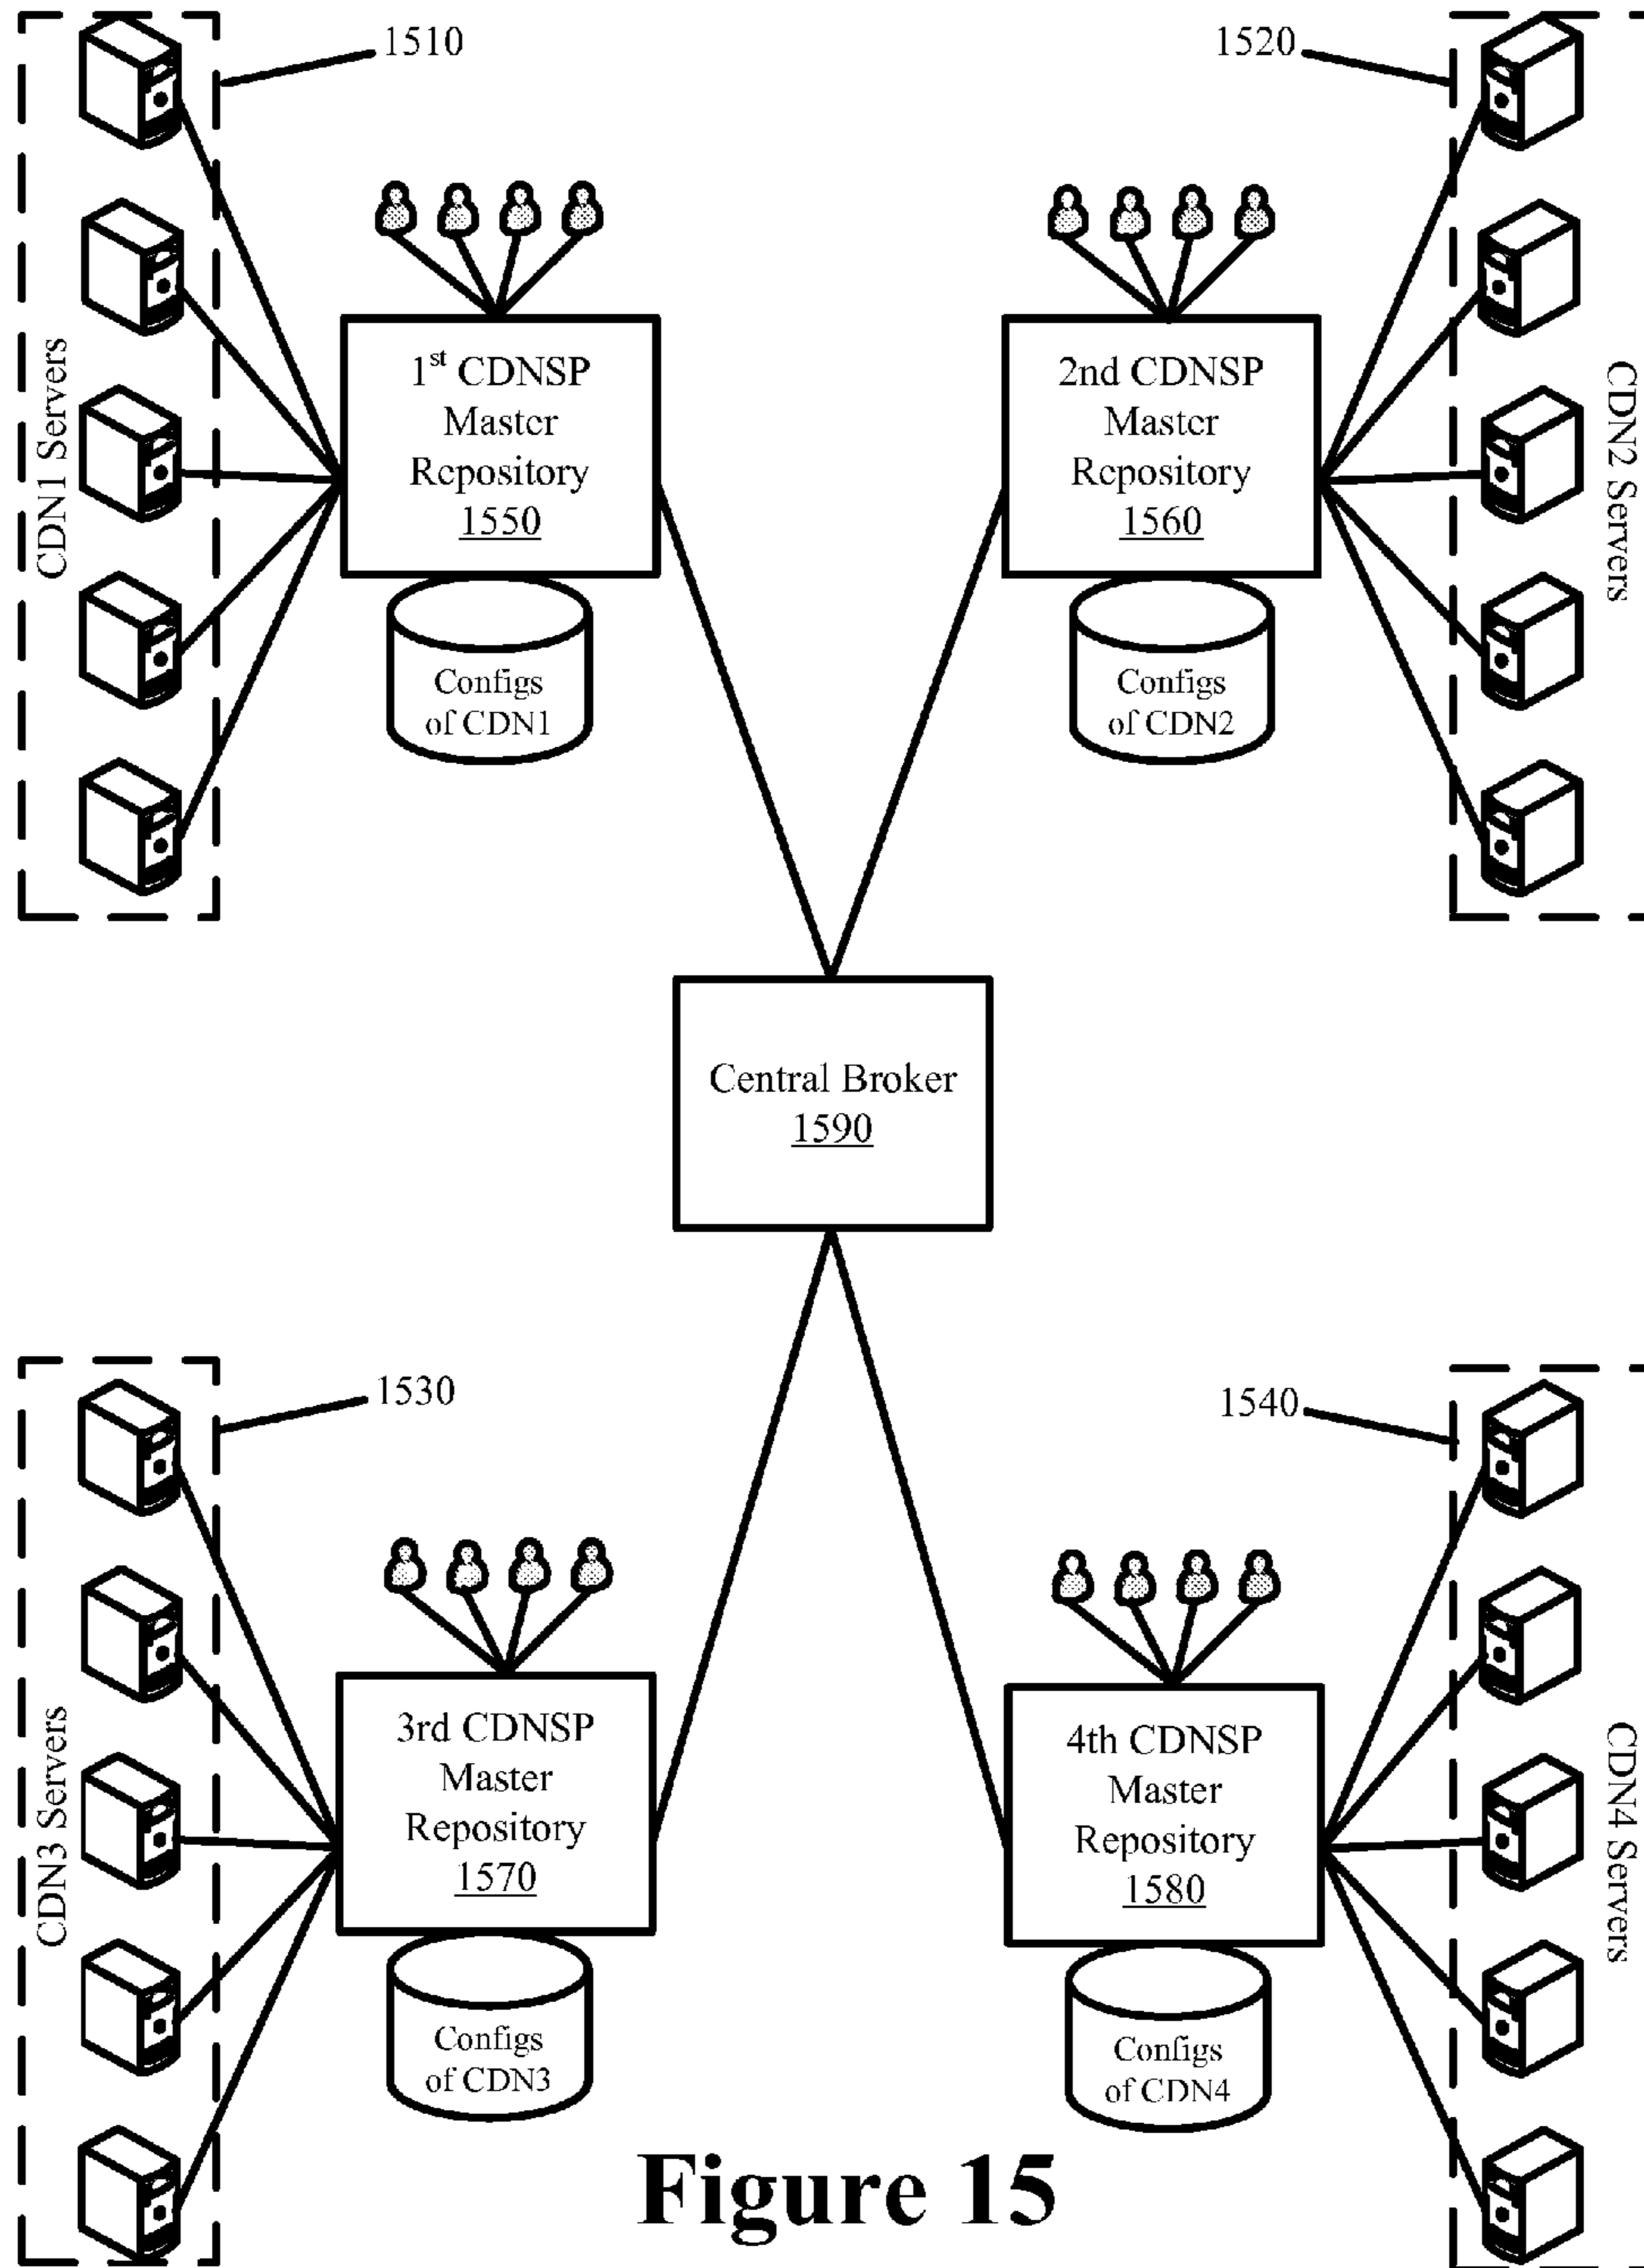 1510
1520
CDN1 Servers
1st CDNSP
Master
Repository
1550
2nd CDNSP
Master
Repository
1560
CDN2 Servers
Configs
of CDN1
Configs
of CDN2
Central Broker
1590
1530
1540
CDN3 Servers
3rd CDNSP
Master
Repository
1570
4th CDNSP
Master
Repository
1580
CDN4 Servers
Configs
of CDN3
Configs
of CDN4
Figure 15